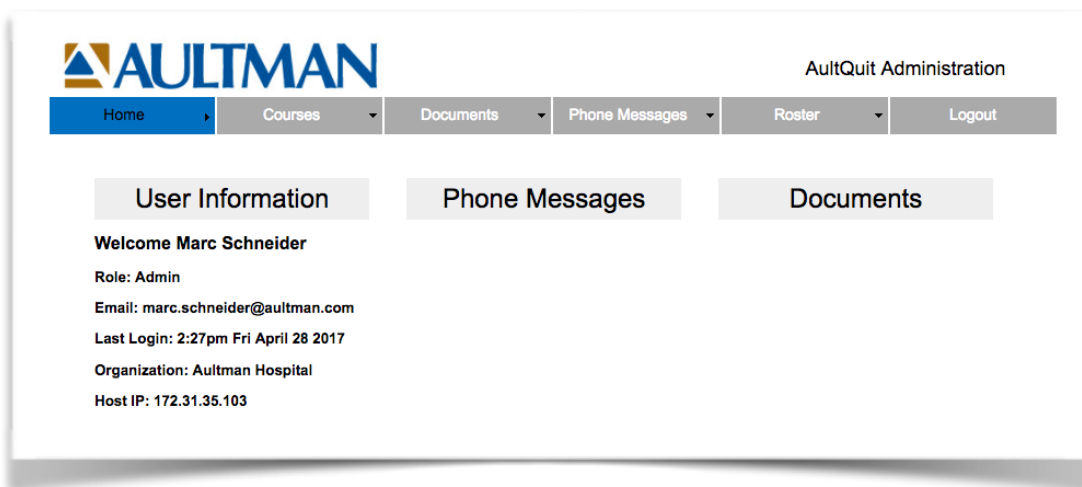 AULTMAN
AultQuit Administration
Home Courses Documents Phone Messages Roster Logout
User Information Phone Messages Documents
Welcome Marc Schneider
Role: Admin
Email: marc.schneider@aultman.com
Last Login: 2:27pm Fri April 28 2017
Organization: Aultman Hospital
Host IP: 172.31.35.103